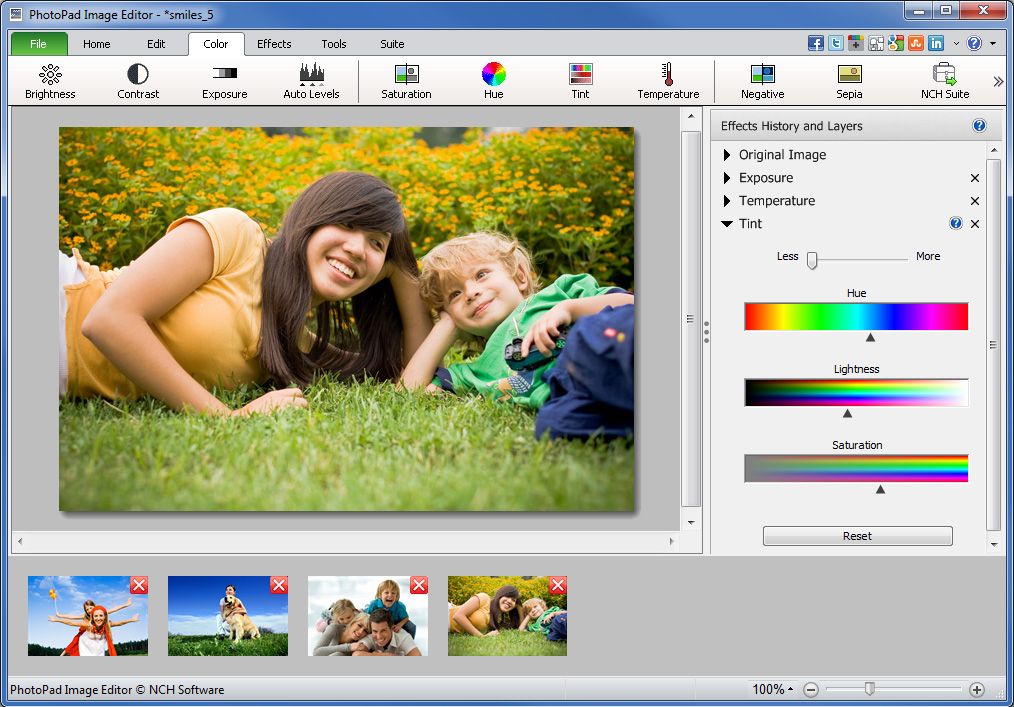 PhotoPad Image Editor - *smiles_5
File Home Edit Color Effects Tools Suite
Brightness Contrast Exposure Auto Levels Saturation Hue Tint Temperature Negative Sepia NCH Suite
Effects History and Layers
Original Image
Exposure
Temperature
Tint
Less More
Hue
Lightness
Saturation
Reset
PhotoPad Image Editor © NCH Software
100%